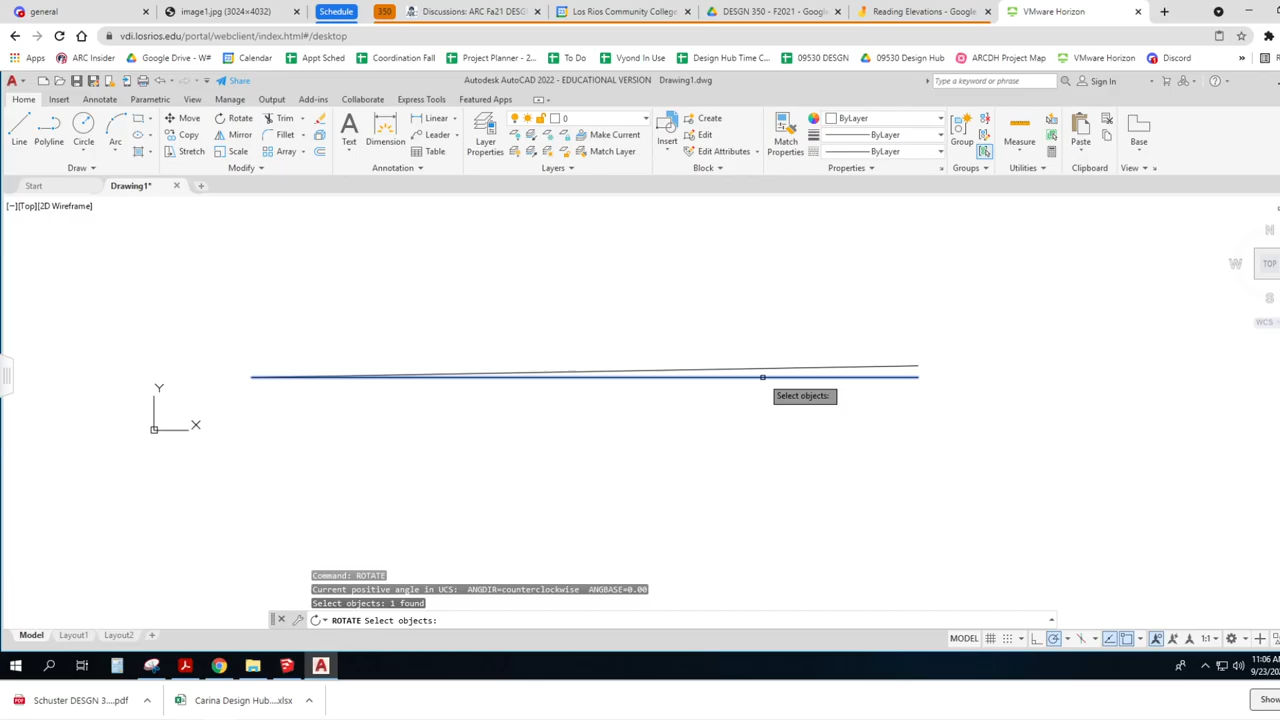 general
image1.jpg (3024×4032)
Schedule
350
Discussions: ARC Fa21 DESG
Los Rios Community College
DESGN 350 - F2021 - Google
Reading Elevations - Google
VMware Horizon
vdi.losrios.edu/portal/webclient/index.html#/desktop
Apps
ARC Insider
Google Drive - W#
Calendar
Appt Sched
Coordination Fall
Project Planner - 2...
To Do
Vyond In Use
Design Hub Time C...
09530 DESGN
09530 Design Hub
ARCDH Project Map
VMware Horizon
Discord
Share
Autodesk AutoCAD 2022 - EDUCATIONAL VERSION Drawing1.dwg
Type a keyword or phrase
Sign In
Home
Insert
Annotate
Parametric
View
Manage
Output
Add-ins
Collaborate
Express Tools
Featured Apps
Line
Polyline
Circle
Arc
Move
Rotate
Trim
Copy
Mirror
Fillet
Stretch
Scale
Array
Text
Dimension
Linear
Leader
Table
Layer Properties
0
Make Current
Match Layer
Insert
Create
Edit
Edit Attributes
Match Properties
ByLayer
ByLayer
ByLayer
Group
Measure
Paste
Base
Draw
Modify
Annotation
Layers
Block
Properties
Groups
Utilities
Clipboard
View
Start
Drawing1*
[−][Top][2D Wireframe]
N
W
TOP
S
WCS
Y
X
Select objects:
Command: ROTATE
Current positive angle in UCS: ANGDIR=counterclockwise ANGBASE=0.00
Select objects: 1 found
ROTATE Select objects:
Model
Layout1
Layout2
MODEL
1:1
11:06 A
9/23/20
Schuster DESGN 3....pdf
Carina Design Hub....xlsx
Show